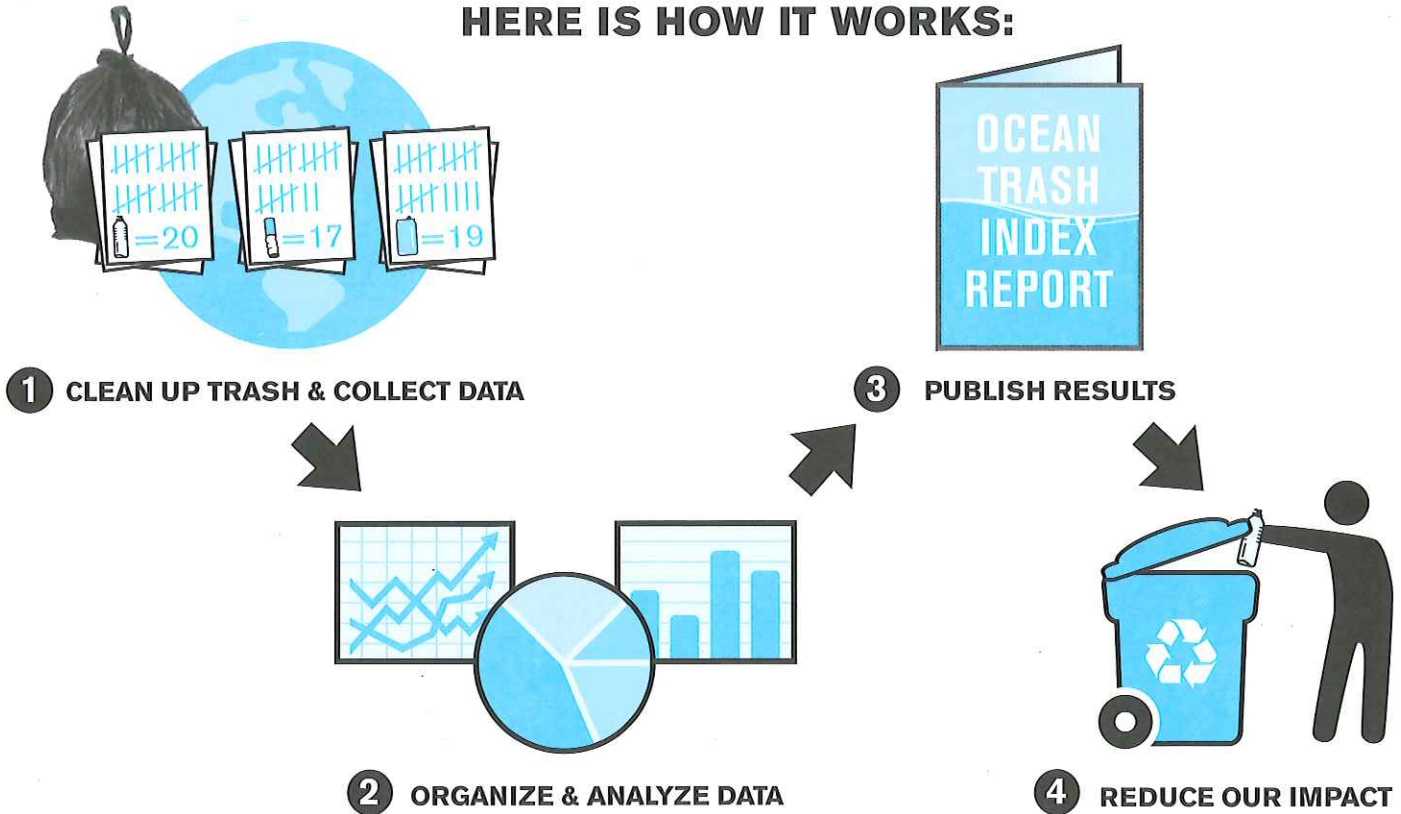 HERE IS HOW IT WORKS:
=20
=17
=19
1 CLEAN UP TRASH & COLLECT DATA
2 ORGANIZE & ANALYZE DATA
OCEAN
TRASH
INDEX
REPORT
3 PUBLISH RESULTS
4 REDUCE OUR IMPACT